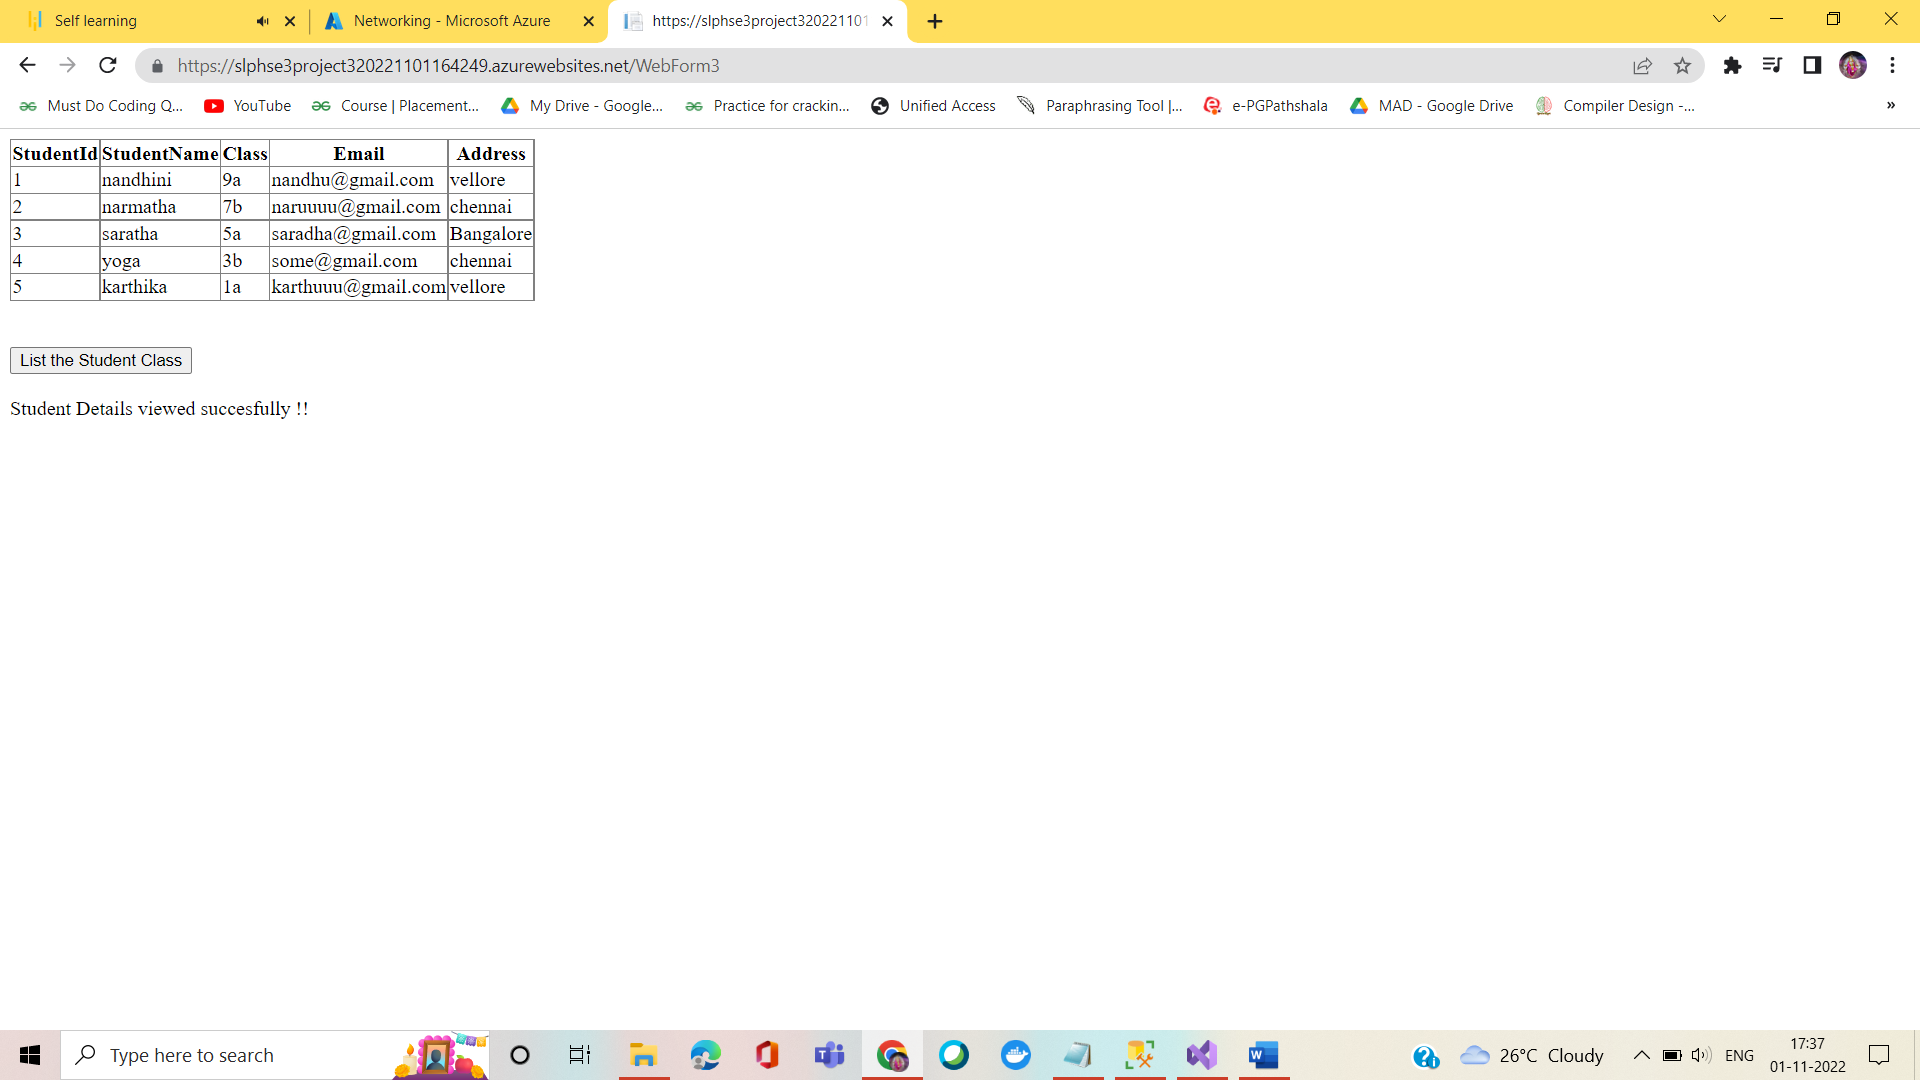 Self learning
Networking - Microsoft Azure
https://slphse3project320221101
https://slphse3project320221101164249.azurewebsites.net/WebForm3
Must Do Coding Q... YouTube Course | Placement... My Drive - Google... Practice for crackin... Unified Access Paraphrasing Tool |... e-PGPathshala MAD - Google Drive Compiler Design -... »
StudentId StudentName Class Email Address
1 nandhini 9a nandhu@gmail.com vellore
2 narmatha 7b naruuuu@gmail.com chennai
3 saratha 5a saradha@gmail.com Bangalore
4 yoga 3b some@gmail.com chennai
5 karthika 1a karthuuu@gmail.com vellore
List the Student Class
Student Details viewed succesfully !!
Type here to search
26°C Cloudy
ENG
17:37
01-11-2022